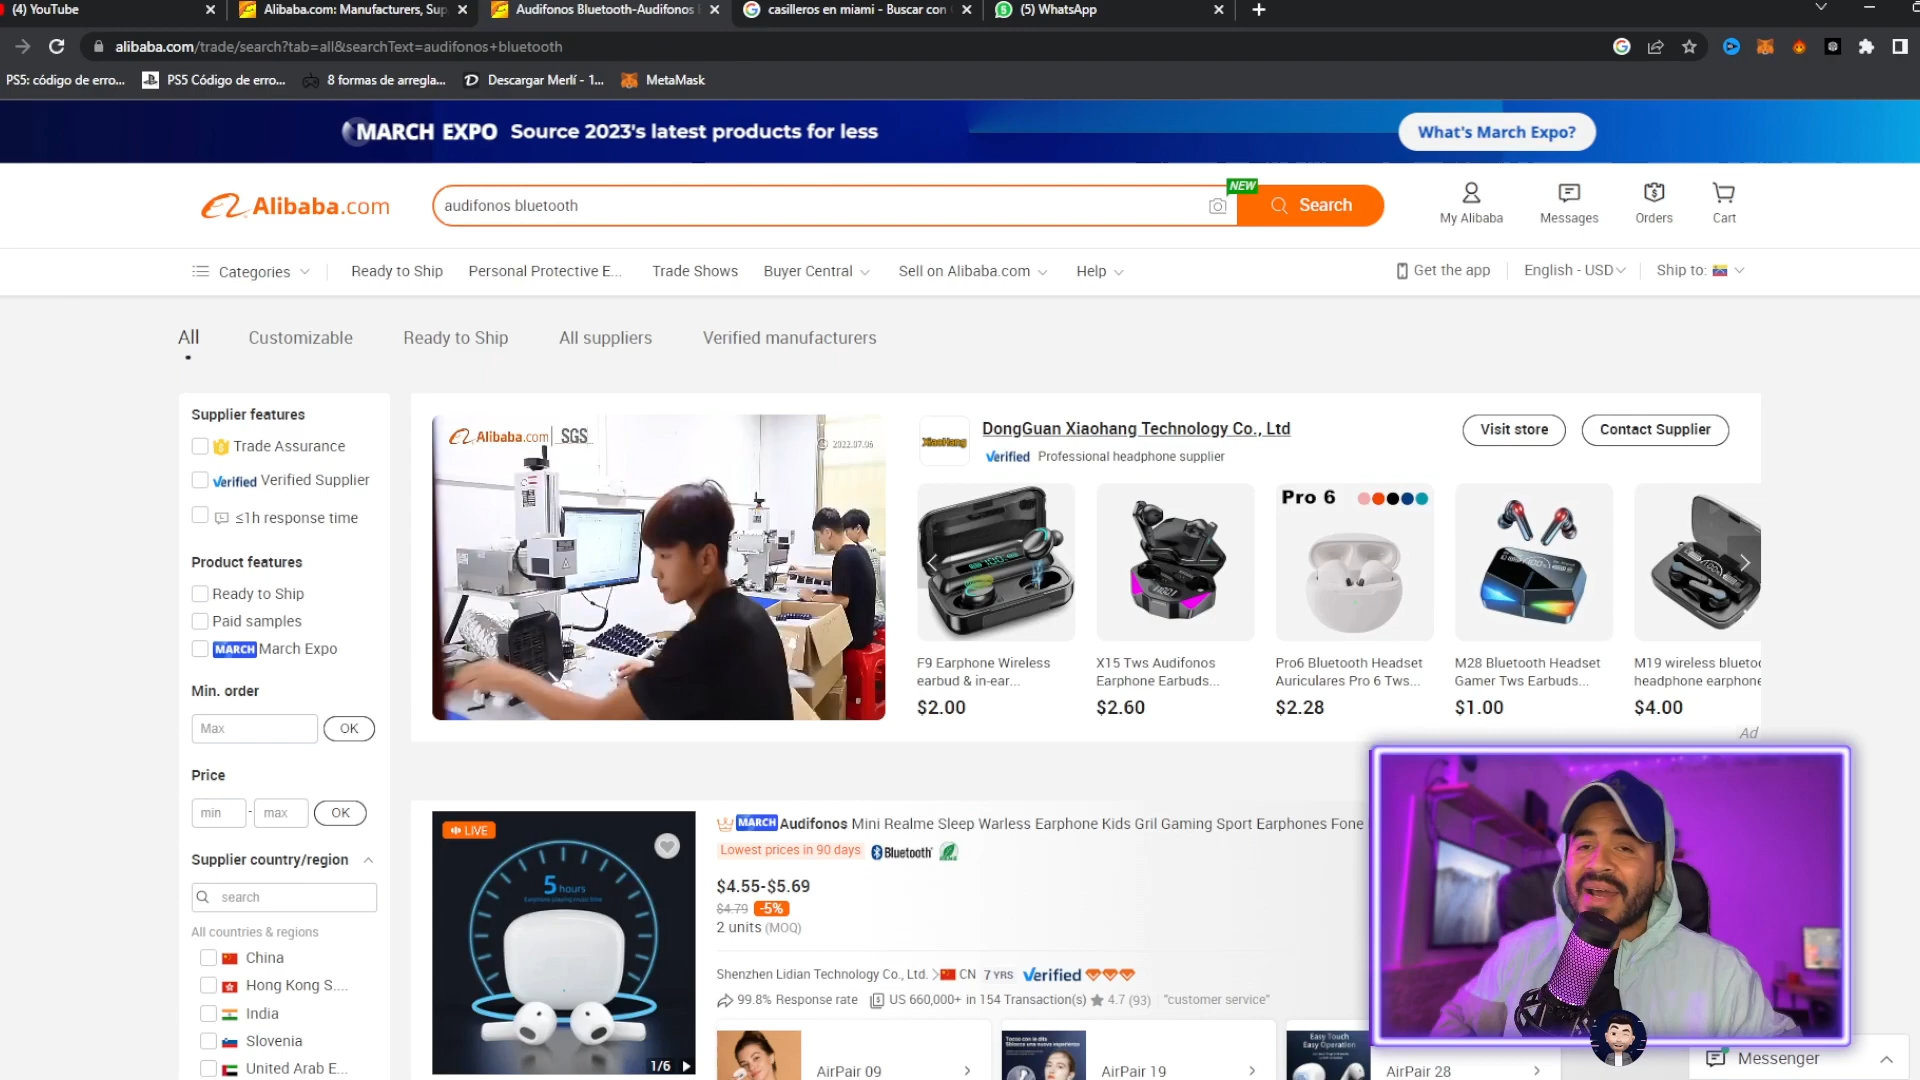 (4) YouTube
Alibaba.com: Manufacturers, Sup
Audifonos Bluetooth-Audifonos
casilleros en miami - Buscar con
(5) WhatsApp
alibaba.com/trade/search?tab=all&searchText=audifonos+bluetooth
PS5: código de erro...
PS5 Código de erro...
8 formas de arregla...
Descargar Merlí - 1...
MetaMask
MARCH EXPO Source 2023's latest products for less
What's March Expo?
Alibaba.com
audifonos bluetooth
NEW
Search
My Alibaba
Messages
Orders
Cart
Categories
Ready to Ship
Personal Protective E...
Trade Shows
Buyer Central
Sell on Alibaba.com
Help
Get the app
English - USD
Ship to:
All
Customizable
Ready to Ship
All suppliers
Verified manufacturers
Supplier features
Trade Assurance
Verified Verified Supplier
≤1h response time
Product features
Ready to Ship
Paid samples
MARCH March Expo
Min. order
Max
OK
Price
min - max
OK
Supplier country/region
search
All countries & regions
China
Hong Kong S....
India
Slovenia
United Arab E...
Alibaba.com SGS
2022.07.06
XiaoHang
DongGuan Xiaohang Technology Co., Ltd
Verified Professional headphone supplier
Visit store
Contact Supplier
Pro 6
F9 Earphone Wireless
earbud & in-ear...
$2.00
X15 Tws Audifonos
Earphone Earbuds...
$2.60
Pro6 Bluetooth Headset
Auriculares Pro 6 Tws...
$2.28
M28 Bluetooth Headset
Gamer Tws Earbuds...
$1.00
M19 wireless bluetoo
headphone earphone
$4.00
Ad
LIVE
5 hours
Earphone playing music time
1/6
MARCH Audifonos Mini Realme Sleep Warless Earphone Kids Gril Gaming Sport Earphones Fone
Lowest prices in 90 days
Bluetooth
$4.55-$5.69
$4.79 -5%
2 units (MOQ)
Shenzhen Lidian Technology Co., Ltd. > CN 7 YRS Verified
99.8% Response rate
US 660,000+ in 154 Transaction(s)
4.7 (93)
"customer service"
AirPair 09
AirPair 19
Easy Touch
Easy Operation
AirPair 28
Messenger